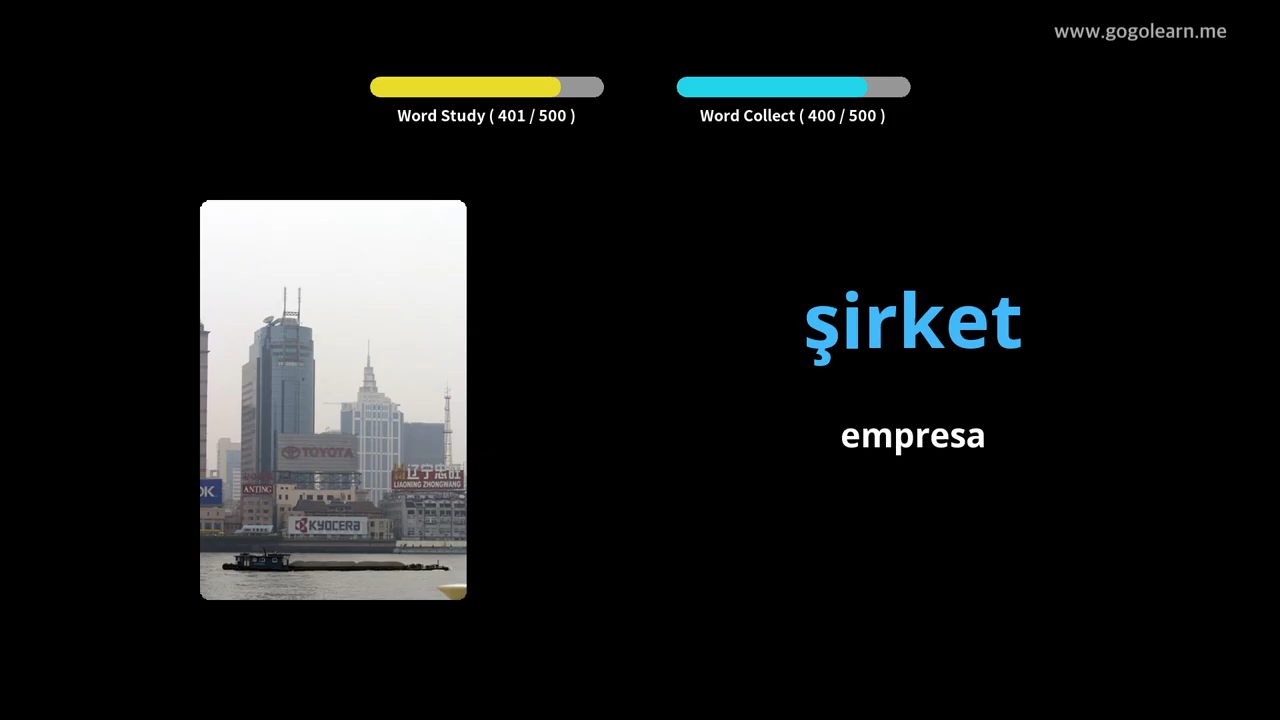 www.gogolearn.me
Word Study ( 401 / 500 )
Word Collect ( 400 / 500 )
şirket
empresa
TOYOTA
辽宁忠旺
LIAONING ZHONGWANG
OK
ANTING
KYOCERA